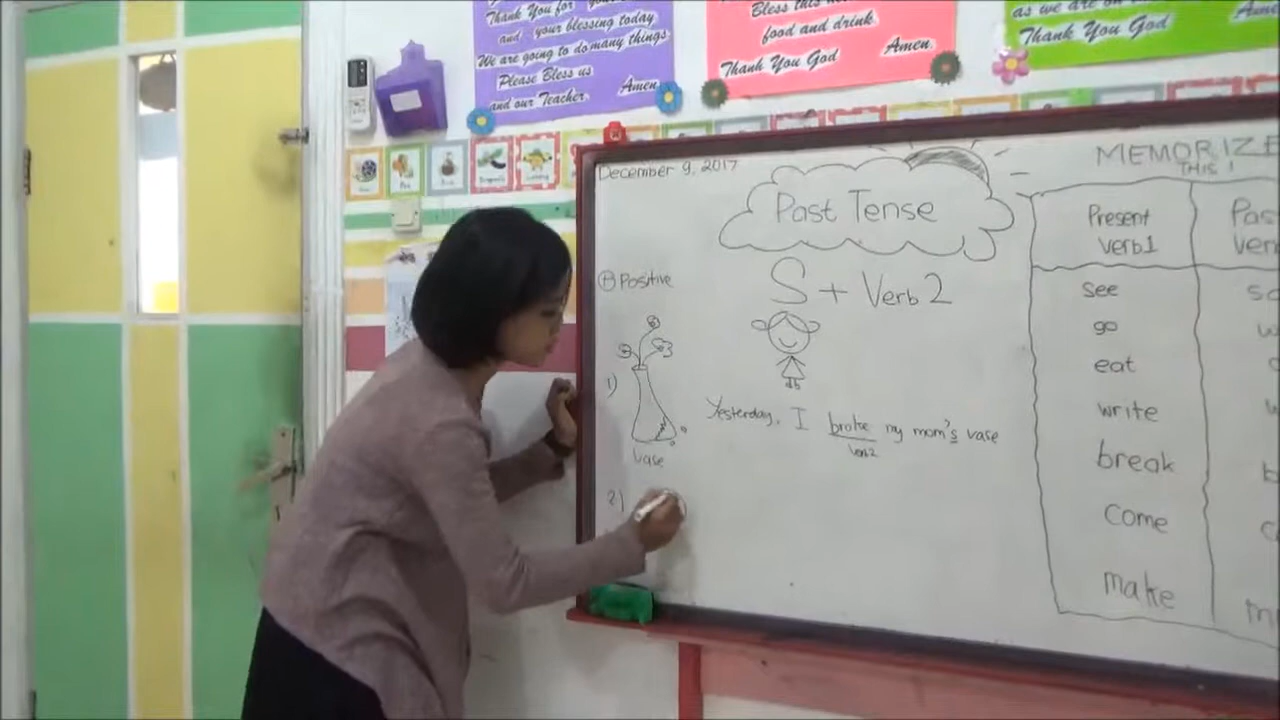 Thank You for
and your blessing today
We are going to do many things
Please Bless us
and our Teacher. Amen
Bless this
food and drink.
Thank You God Amen.
as we are on
Thank You God
December 9, 2017
Past Tense
⊕ Positive
S + Verb 2
1)
Yesterday, I broke my mom's vase
Verb2
Vase
2)
MEMORIZE
THIS!
Present
verb1
see
go
eat
write
break
come
make